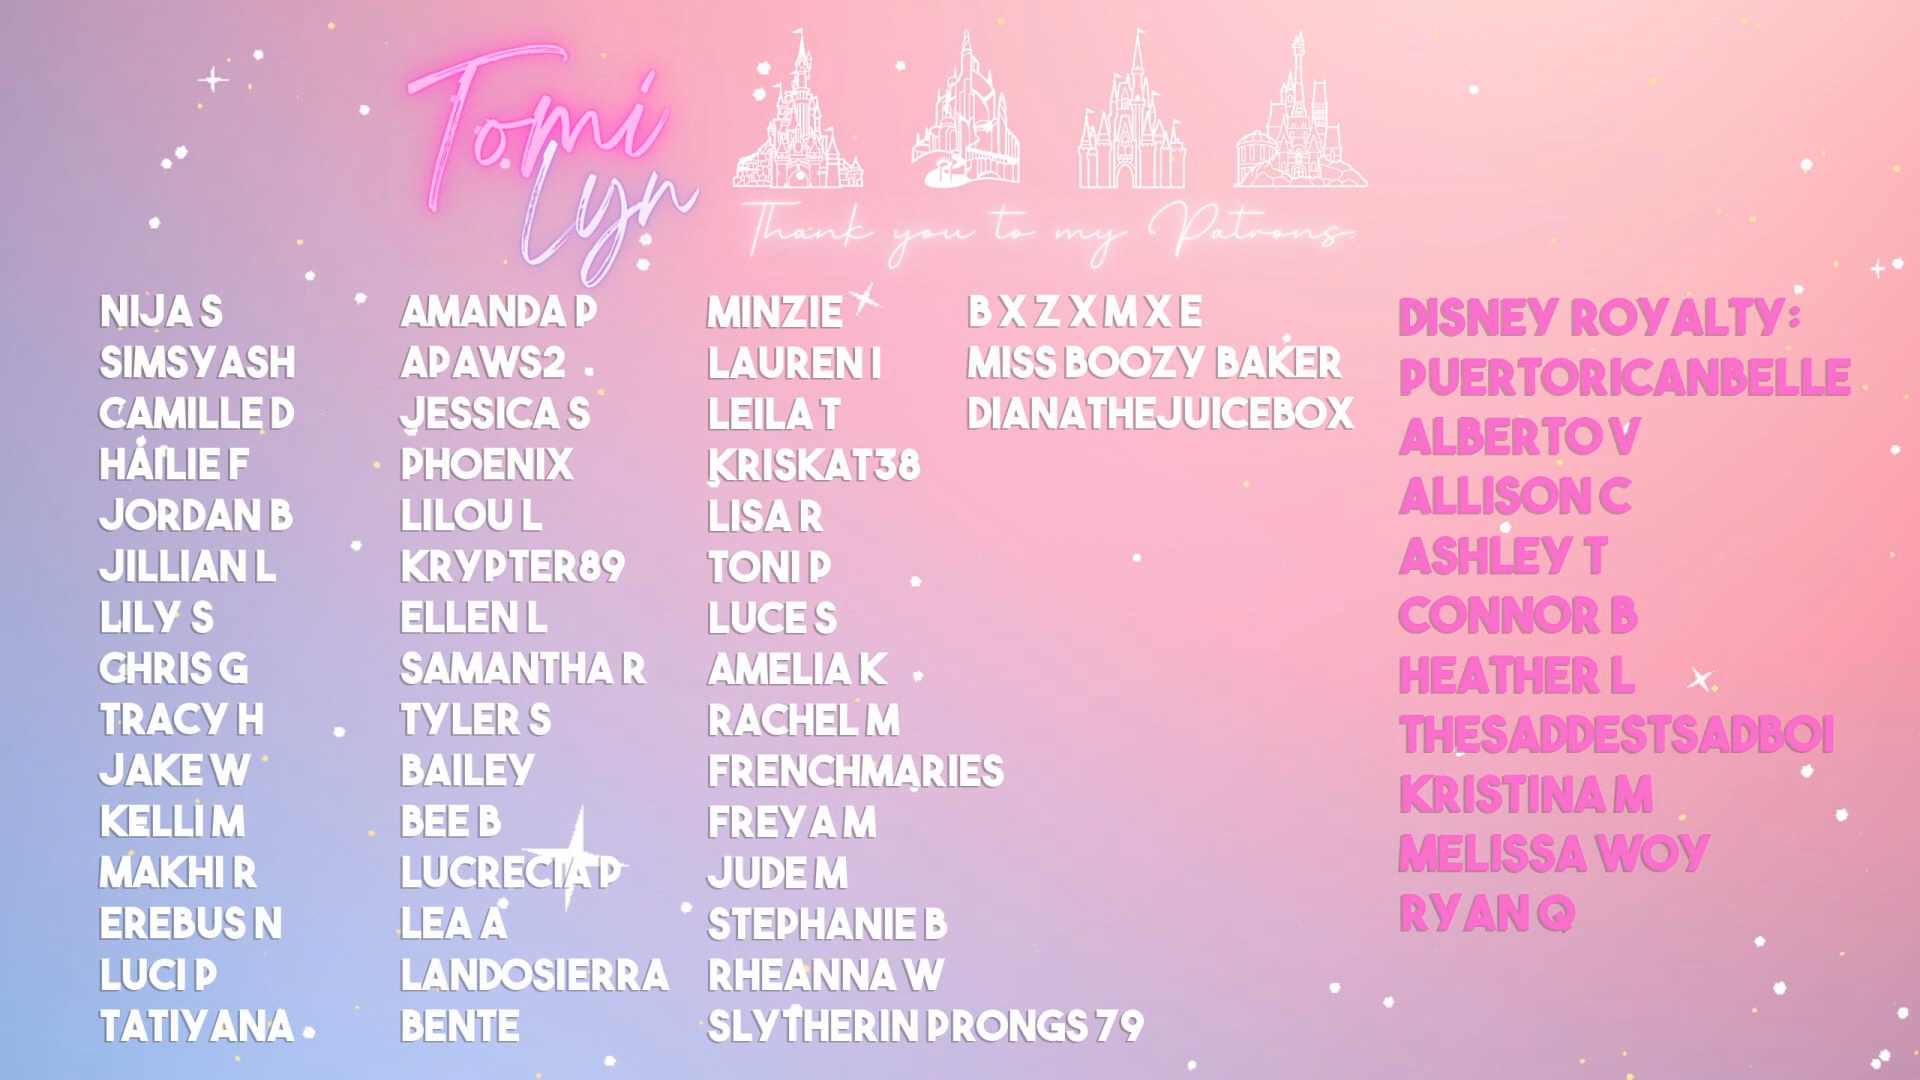 Tomi
Lyn
Thank you to my Patrons.
NIJA S
SIMSYASH
CAMILLE D
HAILIE F
JORDAN B
JILLIAN L
LILY S
CHRIS G
TRACY H
JAKE W
KELLI M
MAKHI R
EREBUS N
LUCI P
TATIYANA
AMANDA P
APAWS2 .
JESSICA S
PHOENIX
LILOU L
KRYPTER89
ELLEN L
SAMANTHA R
TYLER S
BAILEY
BEE B
LUCRECIA P
LEA A
LANDOSIERRA
BENTE
MINZIE
LAUREN I
LEILA T
KRISKAT38
LISA R
TONI P
LUCE S
AMELIA K
RACHEL M
FRENCHMARIES
FREYA M
JUDE M
STEPHANIE B
RHEANNA W
SLYTHERIN PRONGS 79
B X Z X M X E
MISS BOOZY BAKER
DIANATHEJUICEBOX
DISNEY ROYALTY:
PUERTORICANBELLE
ALBERTO V
ALLISON C
ASHLEY T
CONNOR B
HEATHER L
THESADDESTSADBOI
KRISTINA M
MELISSA WOY
RYAN Q